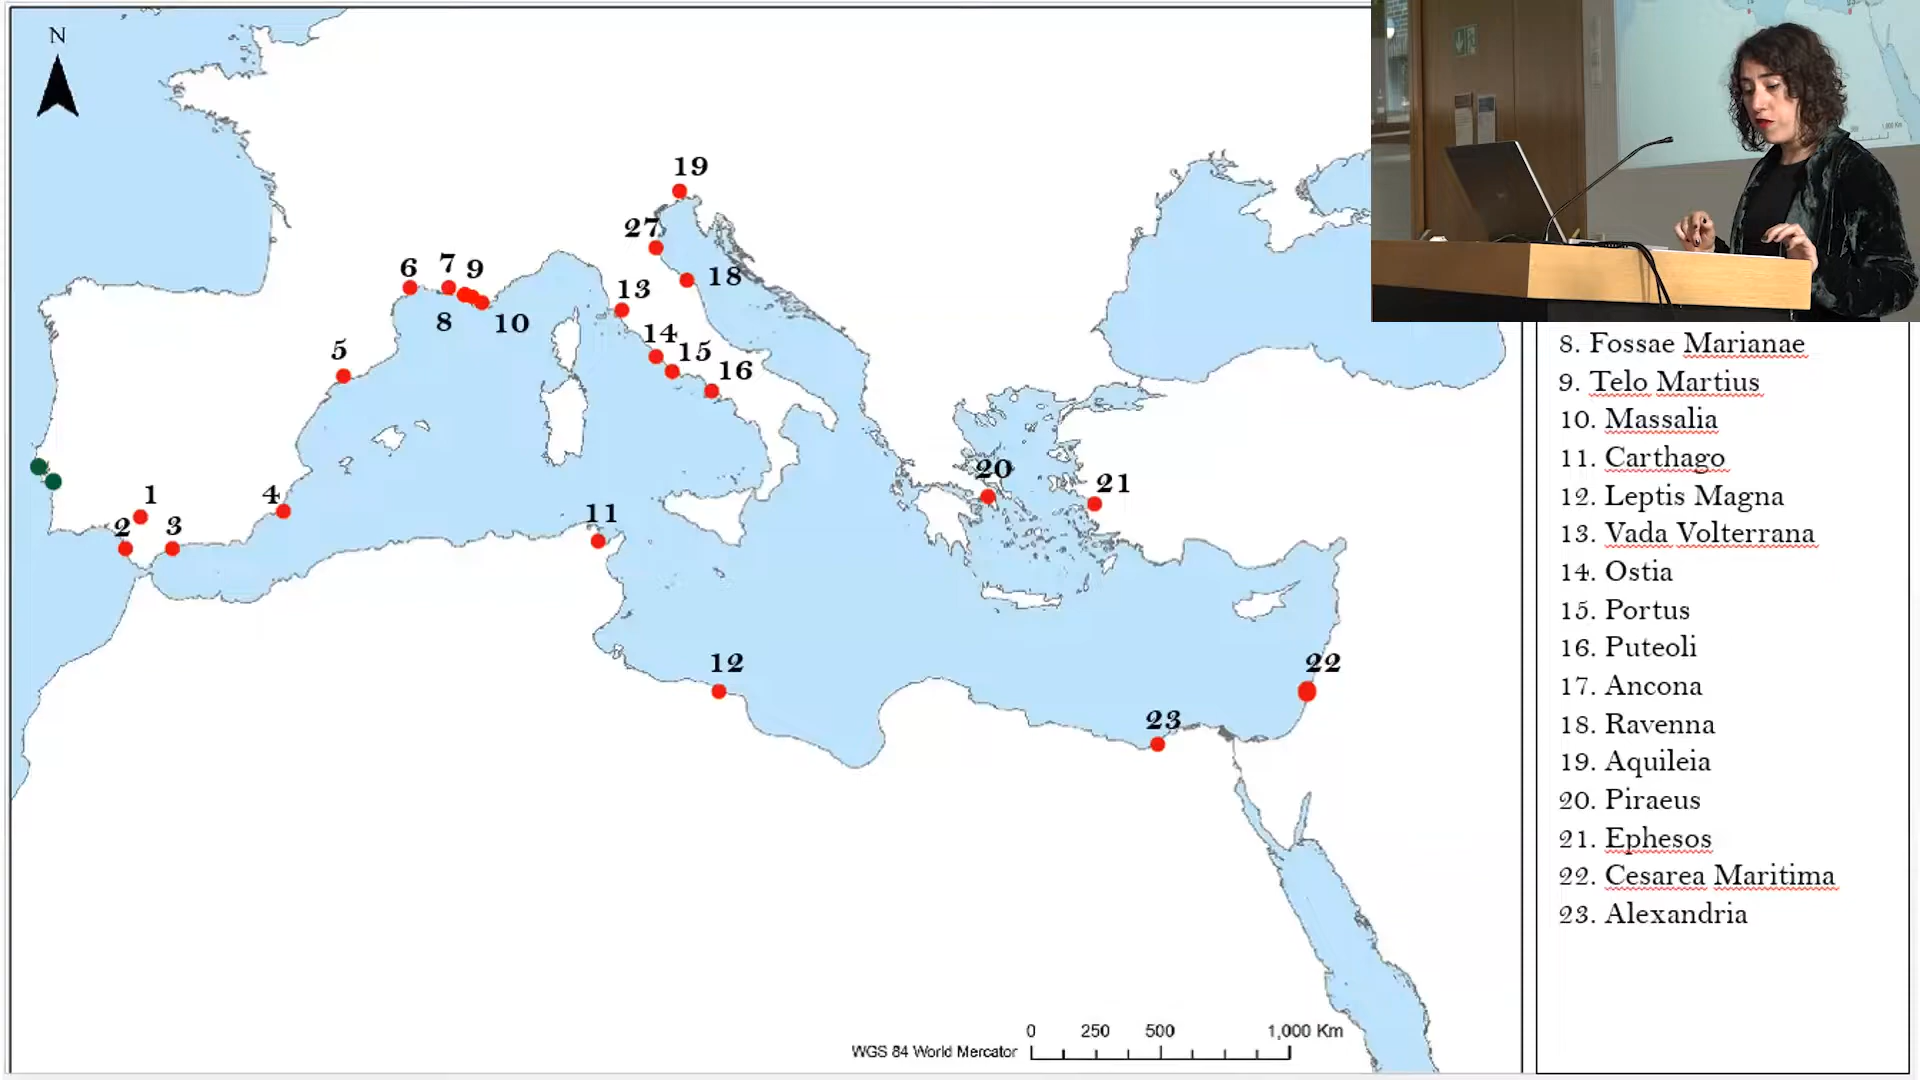 N
19
27
18
6
7
9
8
10
13
14
15
16
5
1
2
3
4
11
20
21
12
22
23
0 250 500 1,000 Km
WGS 84 World Mercator
8. Fossae Marianae
9. Telo Martius
10. Massalia
11. Carthago
12. Leptis Magna
13. Vada Volterrana
14. Ostia
15. Portus
16. Puteoli
17. Ancona
18. Ravenna
19. Aquileia
20. Piraeus
21. Ephesos
22. Cesarea Maritima
23. Alexandria